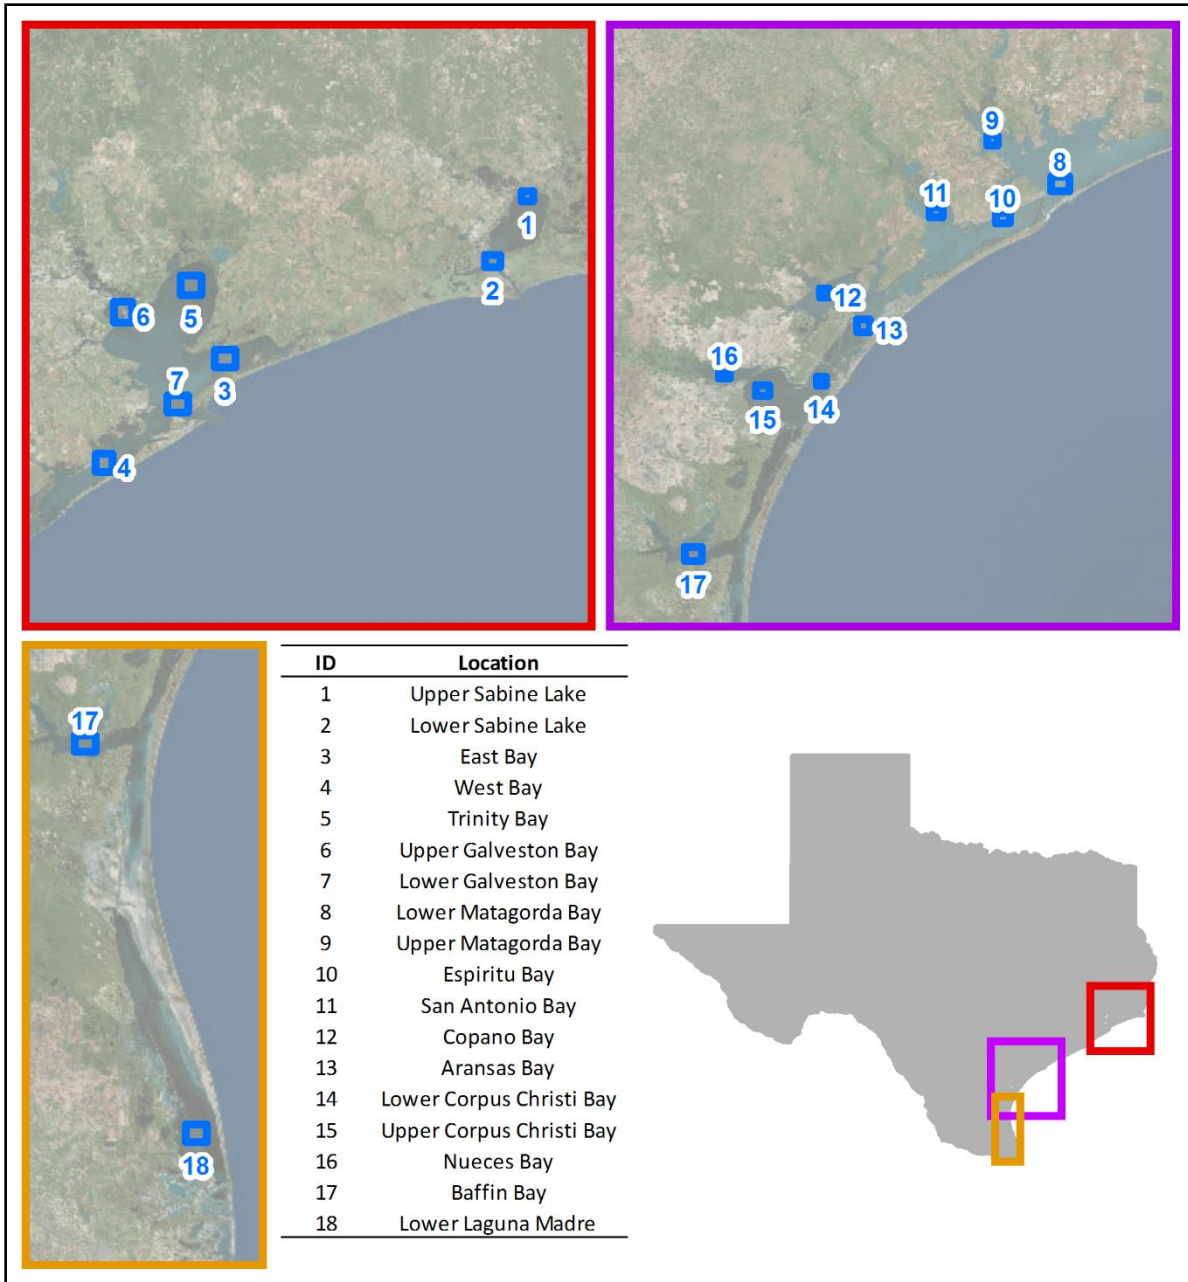 1
2
5
6
3
7
4
9
8
11
10
12
13
16
15
14
17
17
18
ID Location
1 Upper Sabine Lake
2 Lower Sabine Lake
3 East Bay
4 West Bay
5 Trinity Bay
6 Upper Galveston Bay
7 Lower Galveston Bay
8 Lower Matagorda Bay
9 Upper Matagorda Bay
10 Espiritu Bay
11 San Antonio Bay
12 Copano Bay
13 Aransas Bay
14 Lower Corpus Christi Bay
15 Upper Corpus Christi Bay
16 Nueces Bay
17 Baffin Bay
18 Lower Laguna Madre